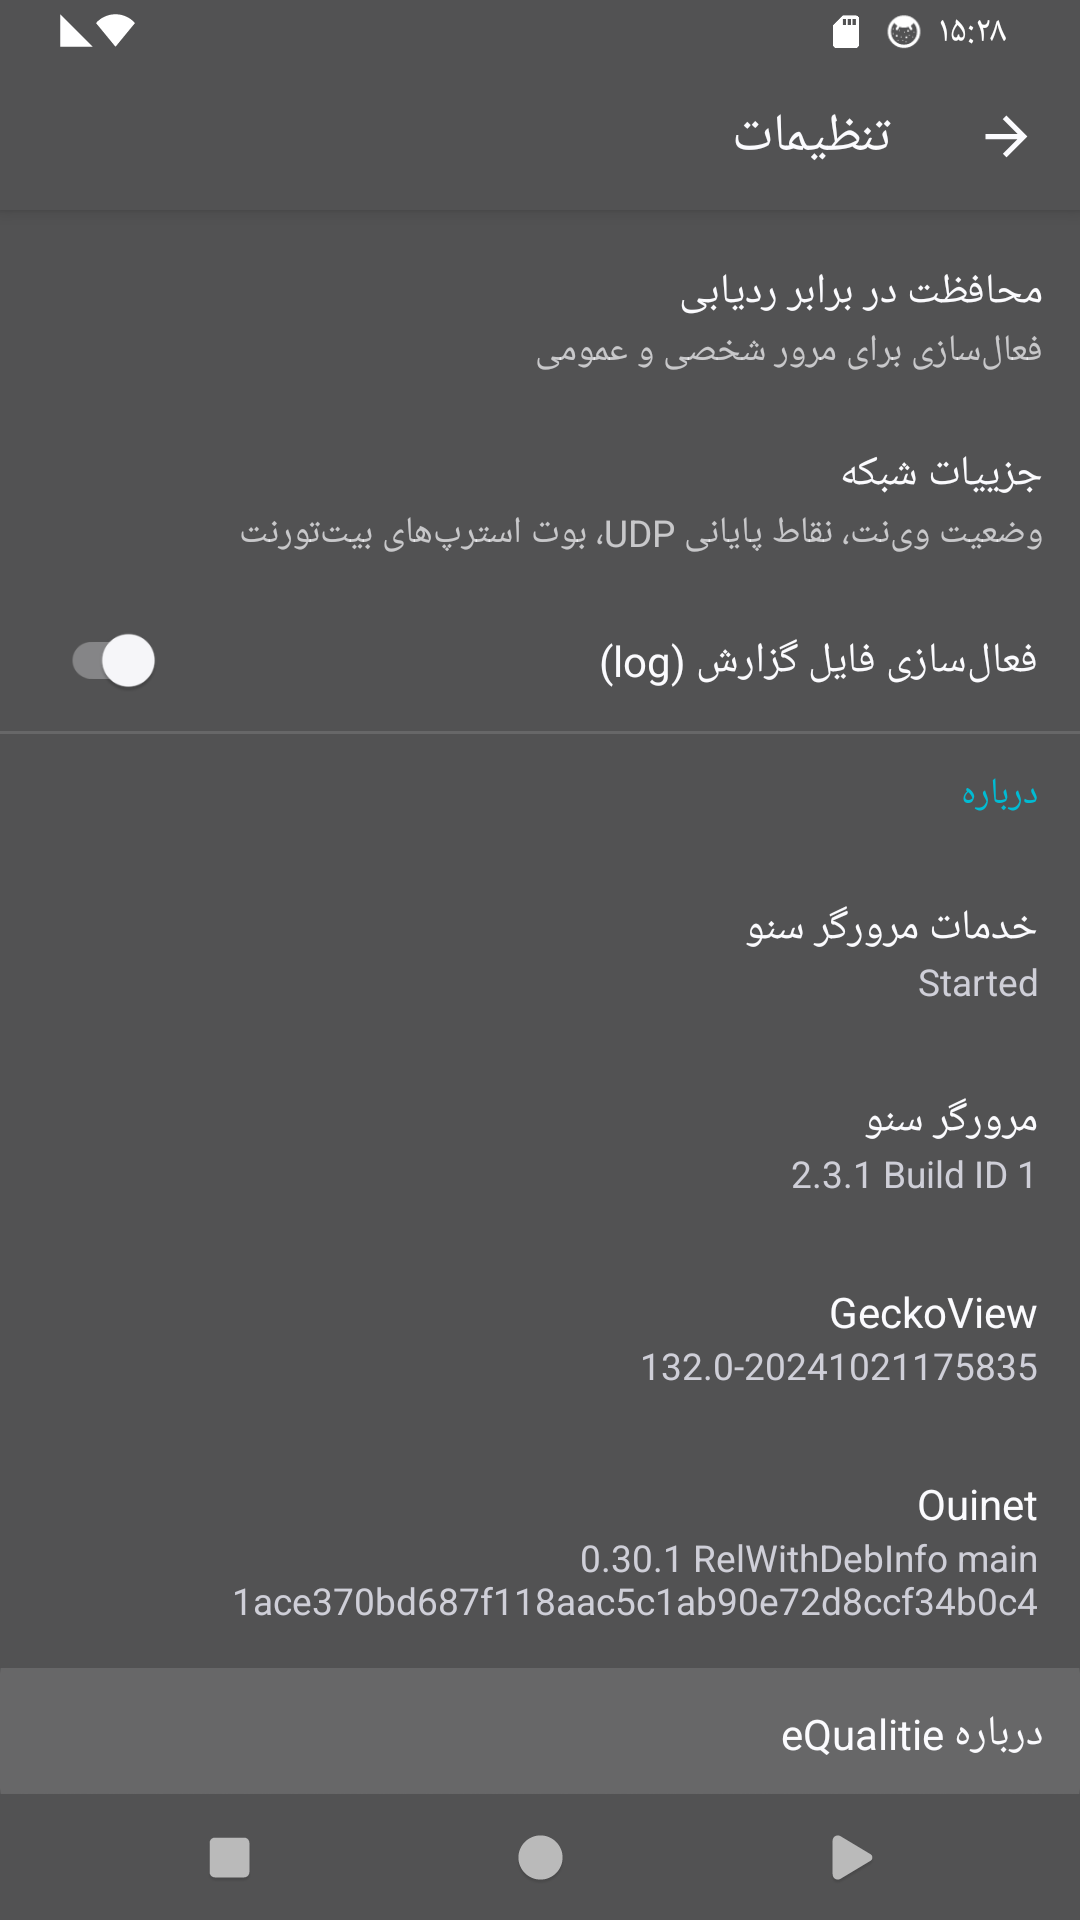 ۱۵:۲۸
تنظیمات
محافظت در برابر ردیابی
فعال‌سازی برای مرور شخصی و عمومی
جزییات شبکه
وضعیت وی‌نت، نقاط پایانی UDP، بوت استرپ‌های بیت‌تورنت
فعال‌سازی فایل گزارش (log)
درباره
خدمات مرورگر سنو
Started
مرورگر سنو
2.3.1 Build ID 1
GeckoView
132.0-20241021175835
Ouinet
0.30.1 RelWithDebInfo main
1ace370bd687f118aac5c1ab90e72d8ccf34b0c4
درباره eQualitie